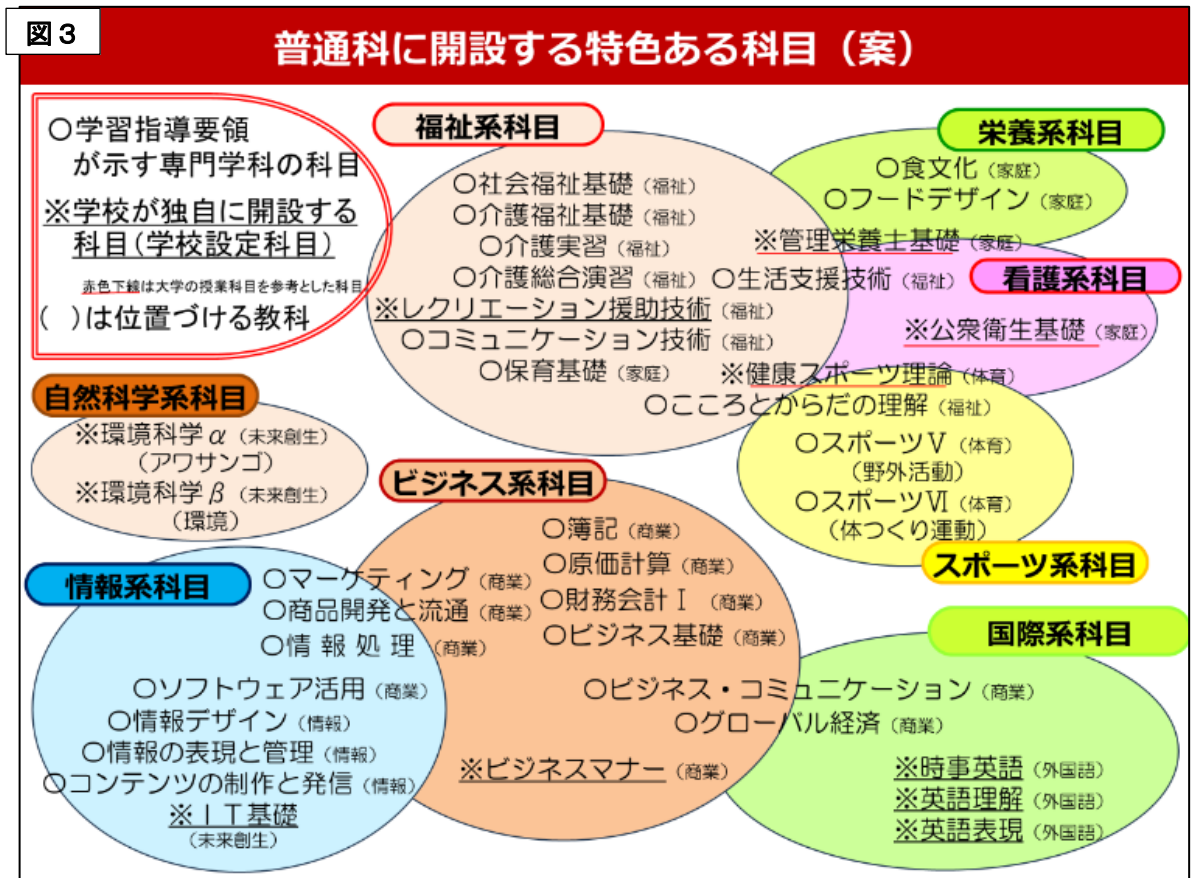 図3
普通科に開設する特色ある科目（案）
○学習指導要領
が示す専門学科の科目
※学校が独自に開設する
科目(学校設定科目)
赤色下線は大学の授業科目を参考とした科目
(　)は位置づける教科
福祉系科目
○社会福祉基礎（福祉）
○介護福祉基礎（福祉）
○介護実習（福祉）
○介護総合演習（福祉）
○生活支援技術（福祉）
※レクリエーション援助技術（福祉）
○コミュニケーション技術（福祉）
○保育基礎（家庭）
栄養系科目
○食文化（家庭）
○フードデザイン（家庭）
※管理栄養士基礎（家庭）
看護系科目
※公衆衛生基礎（家庭）
※健康スポーツ理論（体育）
○こころとからだの理解（福祉）
○スポーツⅤ（体育）
（野外活動）
○スポーツⅥ（体育）
（体つくり運動）
スポーツ系科目
自然科学系科目
※環境科学α（未来創生）
（アワサンゴ）
※環境科学β（未来創生）
（環境）
ビジネス系科目
○簿記（商業）
○原価計算（商業）
○財務会計Ⅰ（商業）
○ビジネス基礎（商業）
情報系科目
○マーケティング（商業）
○商品開発と流通（商業）
○情報処理（商業）
○ソフトウェア活用（商業）
○情報デザイン（情報）
○情報の表現と管理（情報）
○コンテンツの制作と発信（情報）
※ＩＴ基礎
（未来創生）
※ビジネスマナー（商業）
国際系科目
○ビジネス・コミュニケーション（商業）
○グローバル経済（商業）
※時事英語（外国語）
※英語理解（外国語）
※英語表現（外国語）